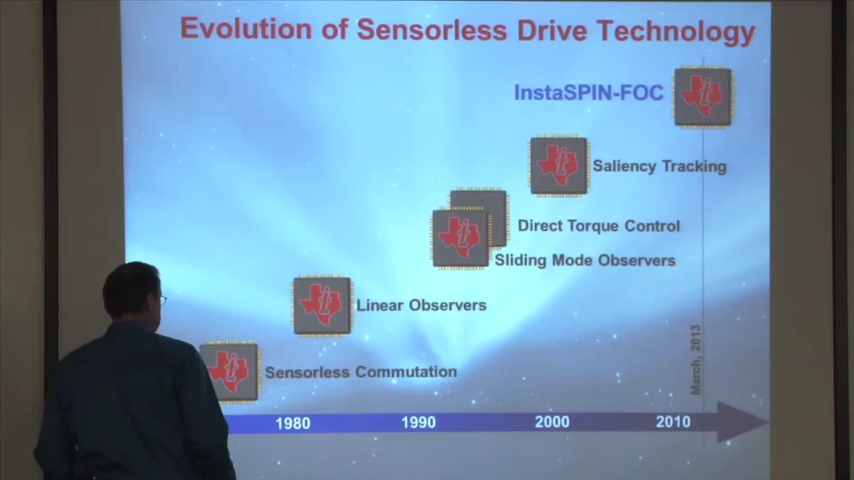 Evolution of Sensorless Drive Technology
InstaSPIN-FOC
Saliency Tracking
Direct Torque Control
Sliding Mode Observers
Linear Observers
Sensorless Commutation
March, 2013
1980 1990 2000 2010